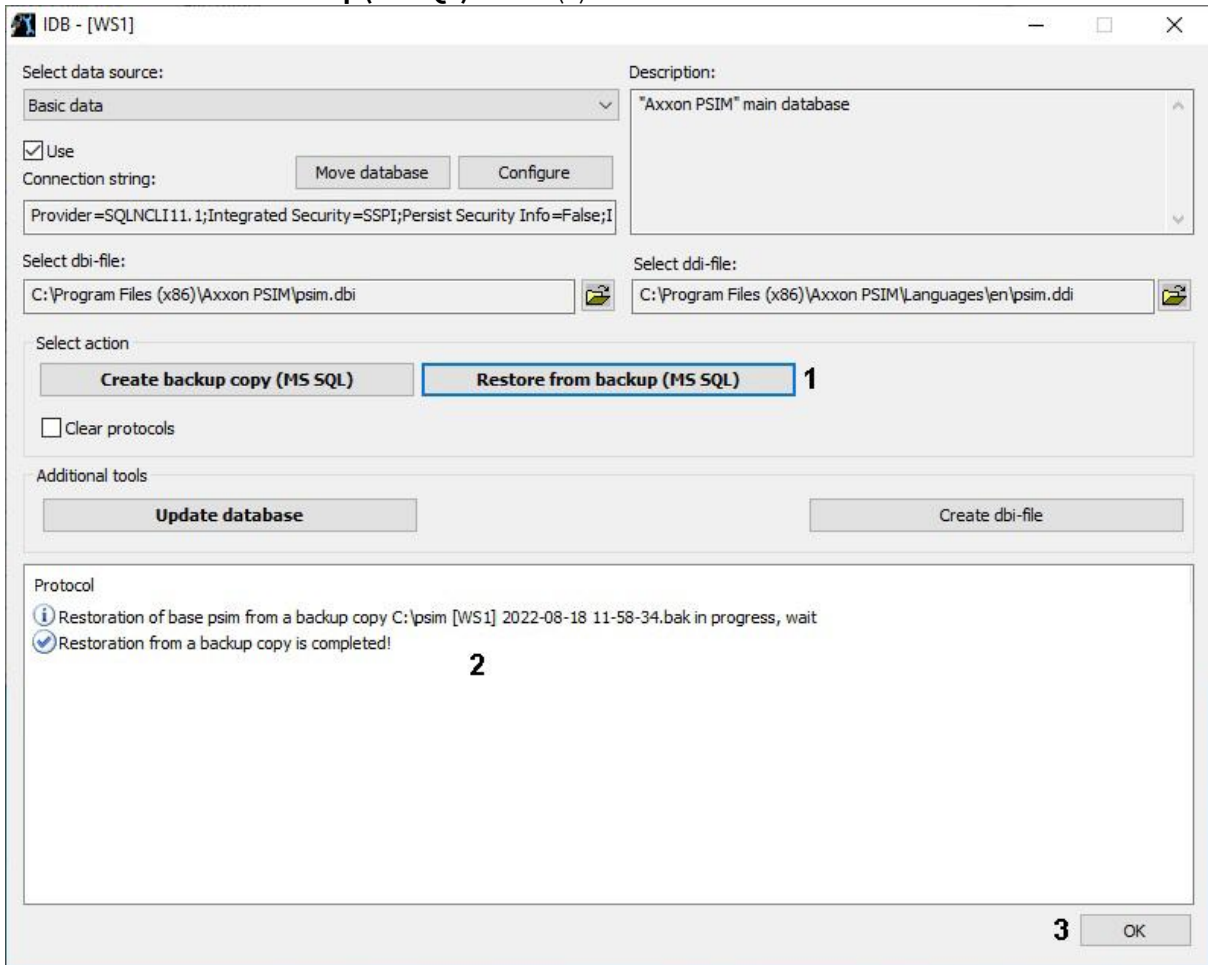 IDB - [WS1]
Select data source:
Description:
Basic data
"Axxon PSIM" main database
Use
Connection string:
Move database
Configure
Provider=SQLNCLI11.1;Integrated Security=SSPI;Persist Security Info=False;I
Select dbi-file:
Select ddi-file:
C:\Program Files (x86)\Axxon PSIM\psim.dbi
C:\Program Files (x86)\Axxon PSIM\Languages\en\psim.ddi
Select action
Create backup copy (MS SQL)
Restore from backup (MS SQL)
1
Clear protocols
Additional tools
Update database
Create dbi-file
Protocol
Restoration of base psim from a backup copy C:\psim [WS1] 2022-08-18 11-58-34.bak in progress, wait
Restoration from a backup copy is completed!
2
3
OK